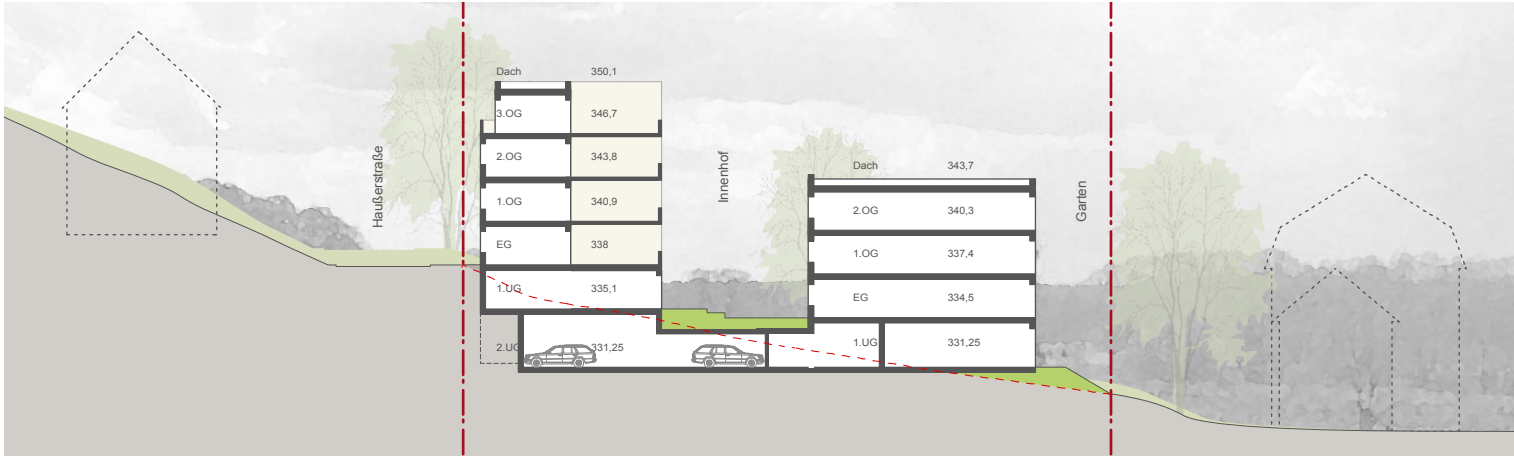 Haußerstraße
Dach 350,1
3.OG 346,7
2.OG 343,8
1.OG 340,9
EG 338
1.UG 335,1
2.UG 331,25
Innenhof
Dach 343,7
2.OG 340,3
1.OG 337,4
EG 334,5
1.UG 331,25
Garten